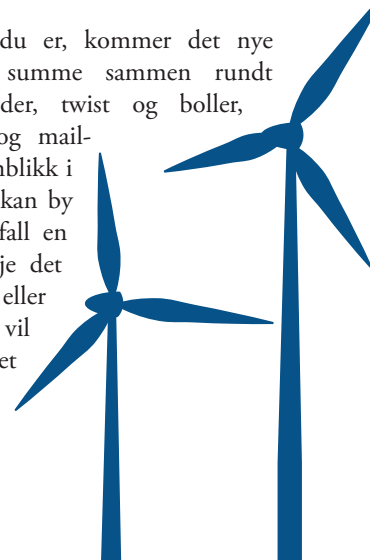 du er, kommer det nye
summe sammen rundt
der, twist og boller,
og mail-
nblikk i
kan by
fall en
je det
eller
vil
et